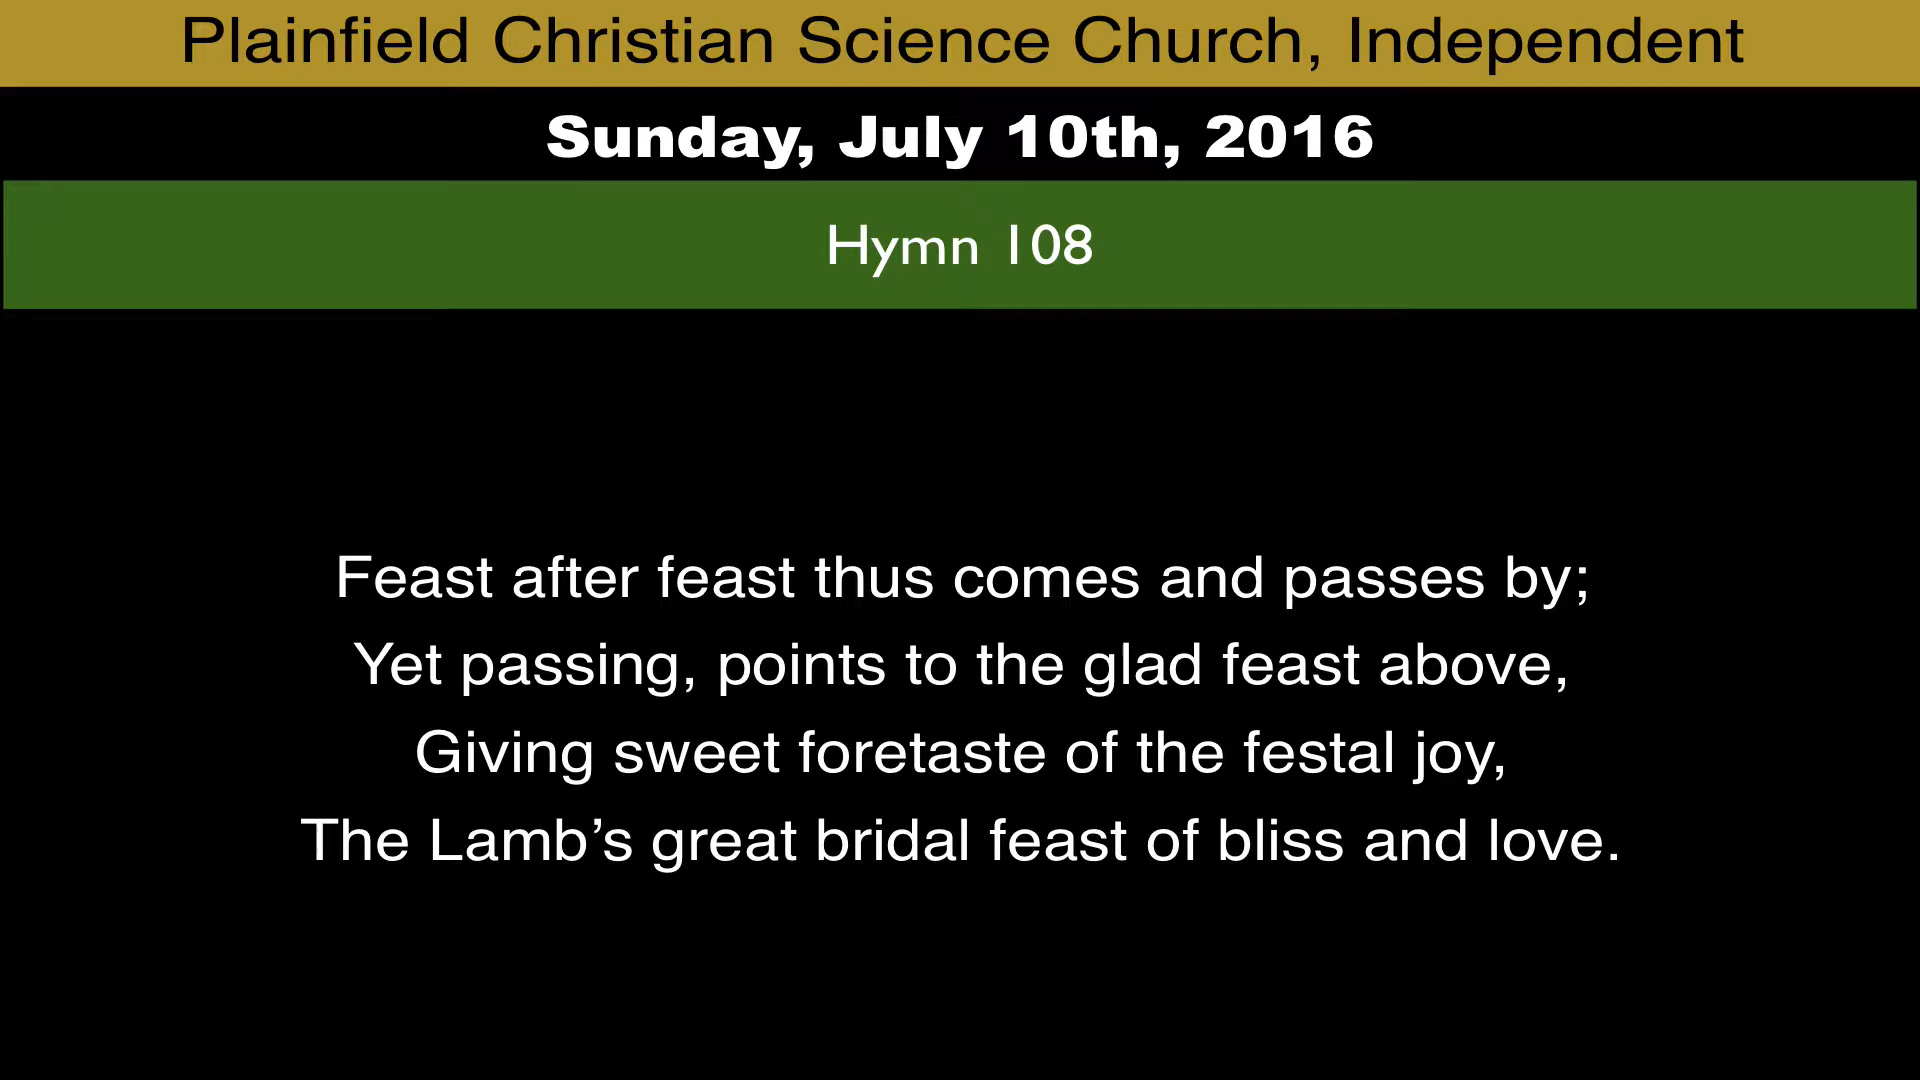 Plainfield Christian Science Church, Independent
Sunday, July 10th, 2016
Hymn 108
Feast after feast thus comes and passes by;
Yet passing, points to the glad feast above,
Giving sweet foretaste of the festal joy,
The Lamb’s great bridal feast of bliss and love.